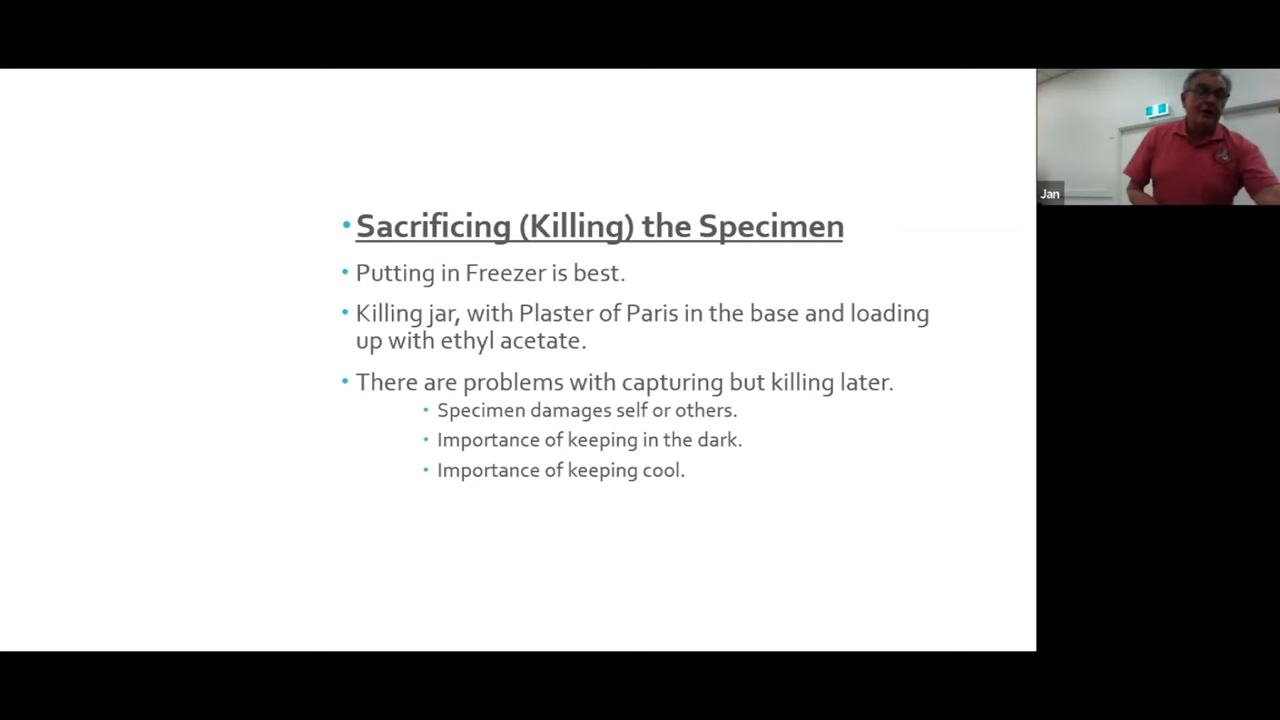 • Sacrificing (Killing) the Specimen
• Putting in Freezer is best.
• Killing jar, with Plaster of Paris in the base and loading
up with ethyl acetate.
• There are problems with capturing but killing later.
• Specimen damages self or others.
• Importance of keeping in the dark.
• Importance of keeping cool.
Jan